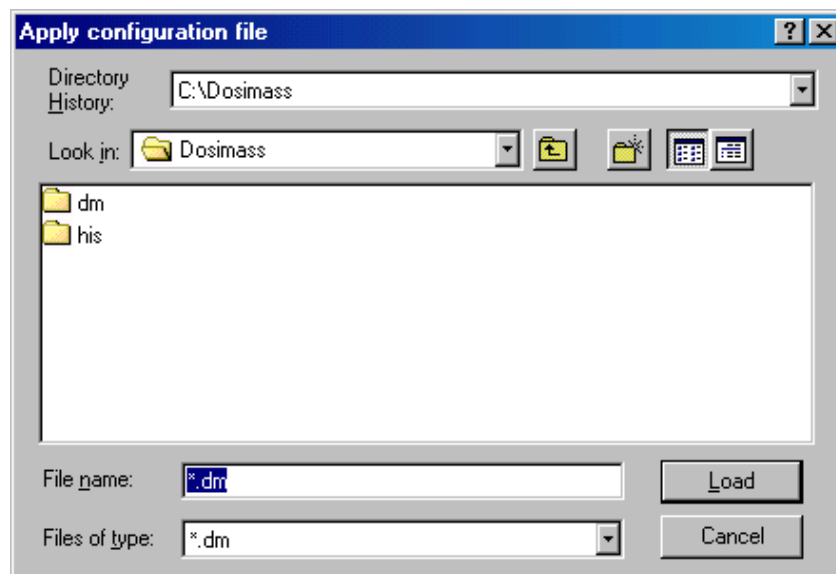 Apply configuration file
Directory
History:
C:\Dosimass
Look in:
Dosimass
dm
his
File name:
*.dm
Load
Files of type:
*.dm
Cancel